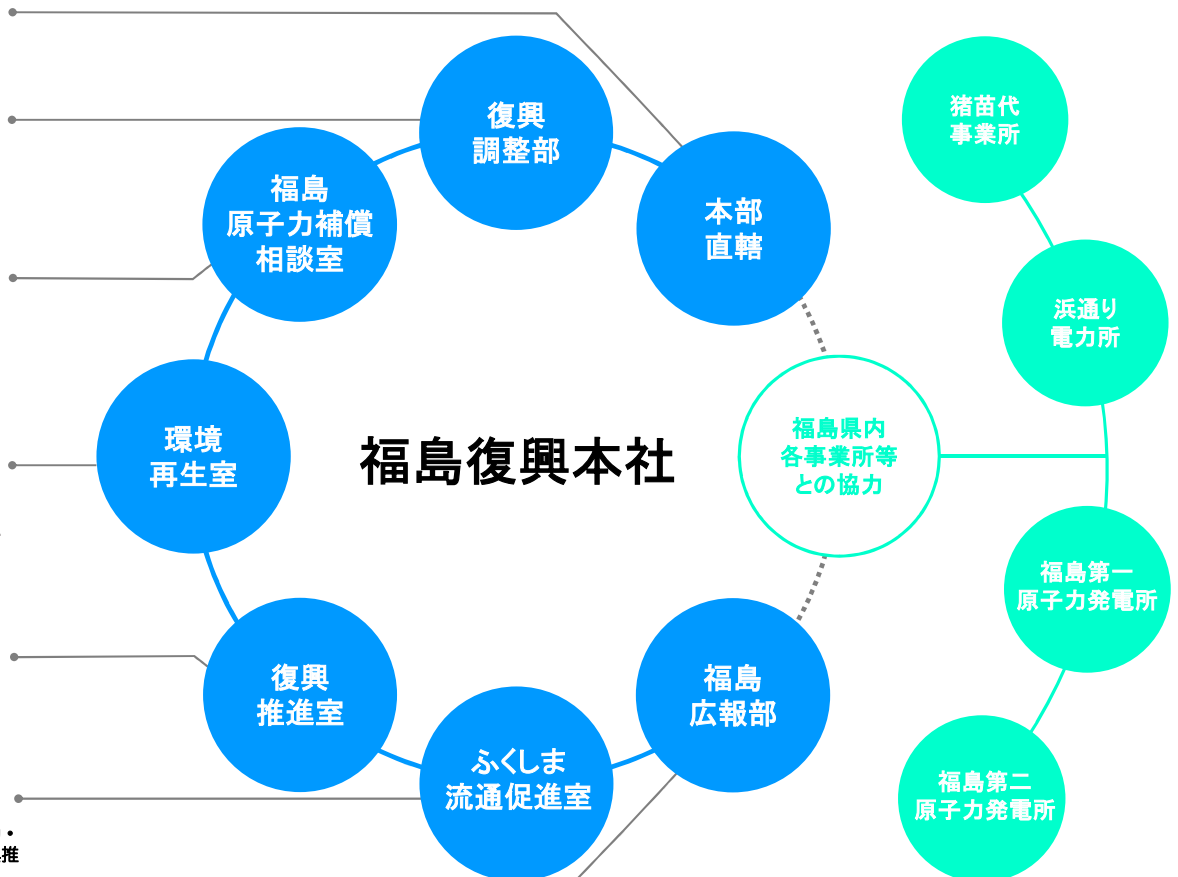 復興
調整部
福島
原子力補償
相談室
本部
直轄
環境
再生室
福島復興本社
福島県内
各事業所等
との協力
復興
推進室
ふくしま
流通促進室
福島
広報部
猪苗代
事業所
浜通り
電力所
福島第一
原子力発電所
福島第二
原子力発電所
・
推